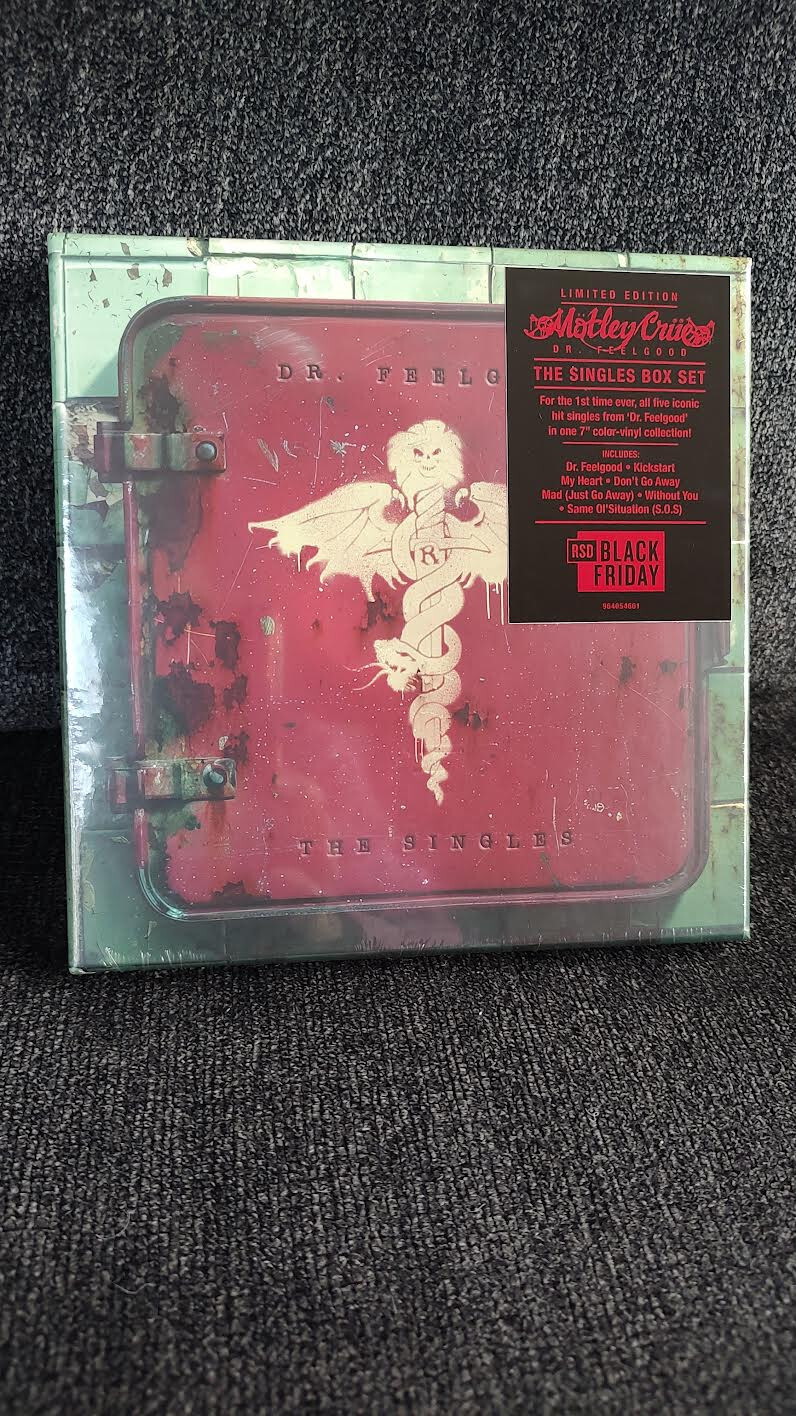 LIMITED EDITION
Mötley Crüe
DR. FEELGOOD
THE SINGLES BOX SET
For the 1st time ever, all five iconic
hit singles from 'Dr. Feelgood'
in one 7" color-vinyl collection!
INCLUDES:
Dr. Feelgood • Kickstart
My Heart • Don't Go Away
Mad (Just Go Away) • Without You
• Same Ol'Situation (S.O.S)
RSD BLACK
FRIDAY
964054661
DR. FEELG
RT
THE SINGLES